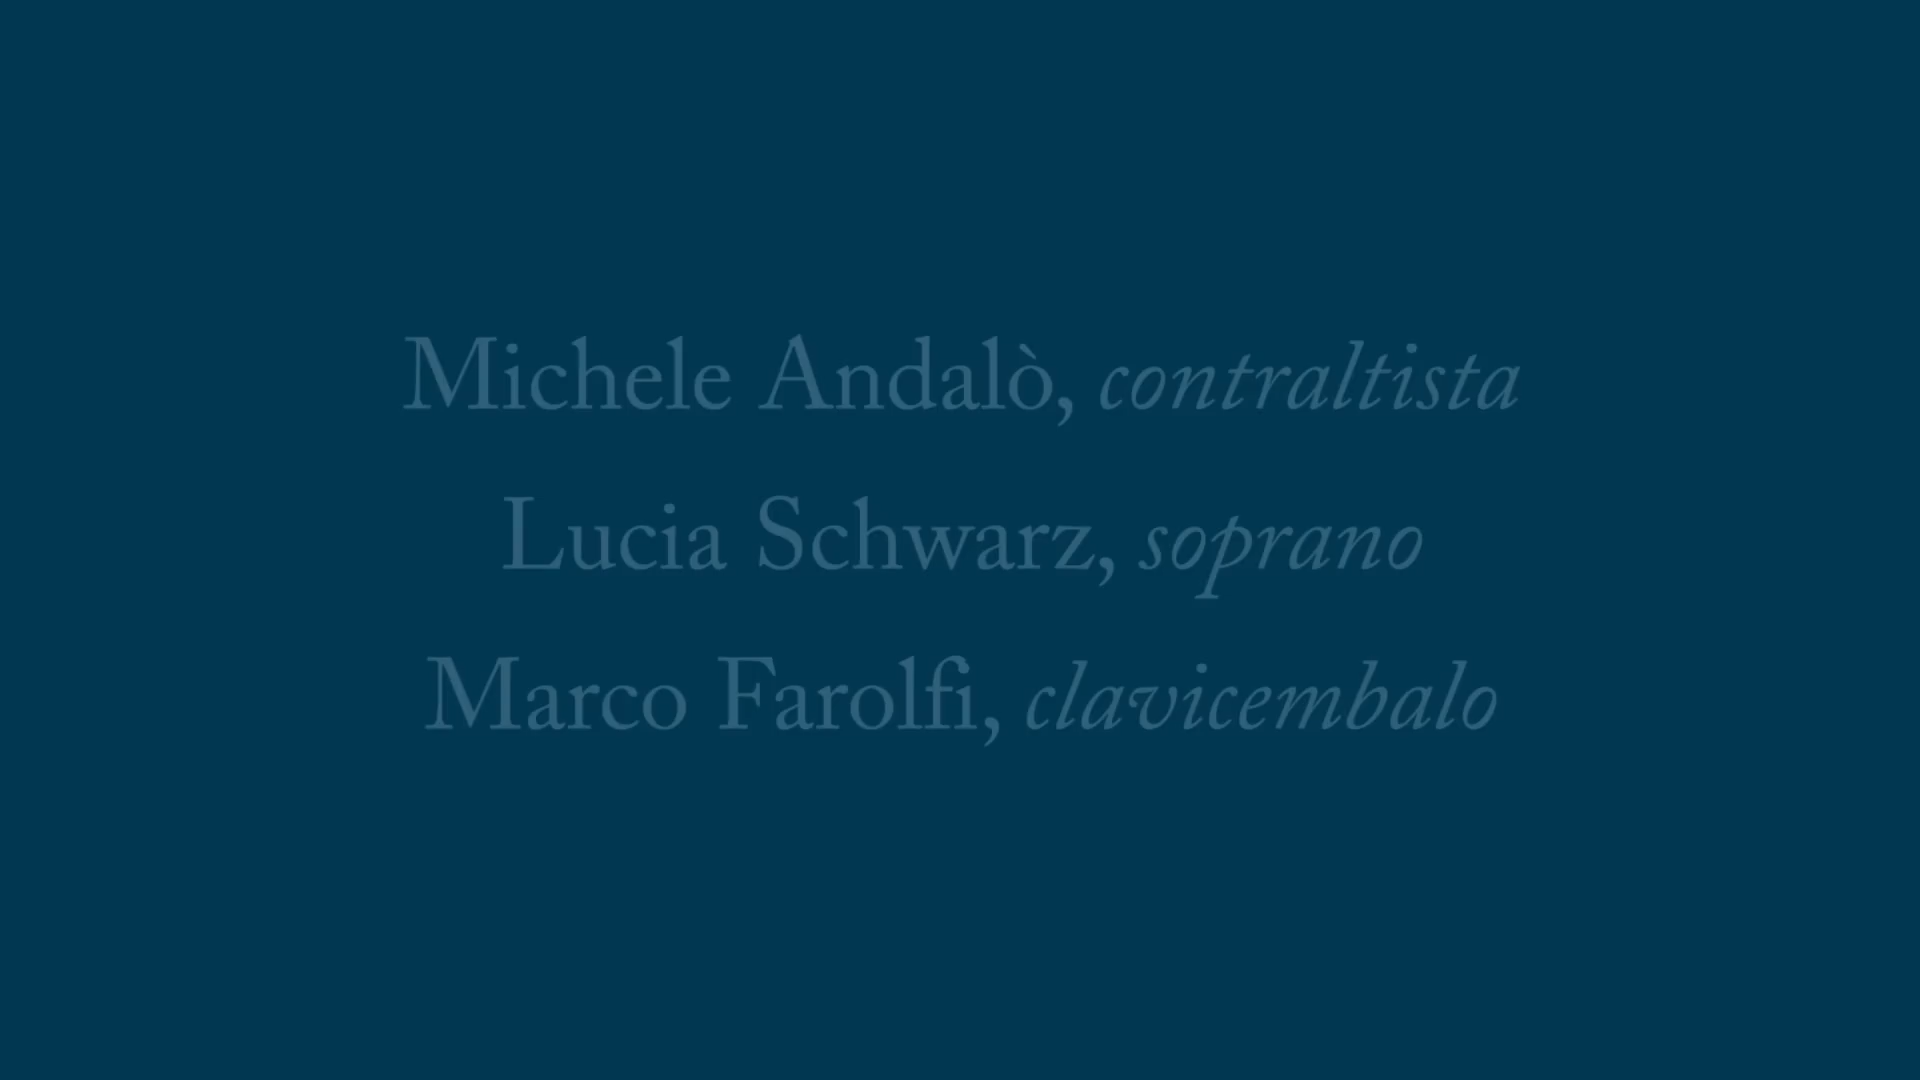 Michele Andalò, contraltista
Lucia Schwarz, soprano
Marco Farolfi, clavicembalo